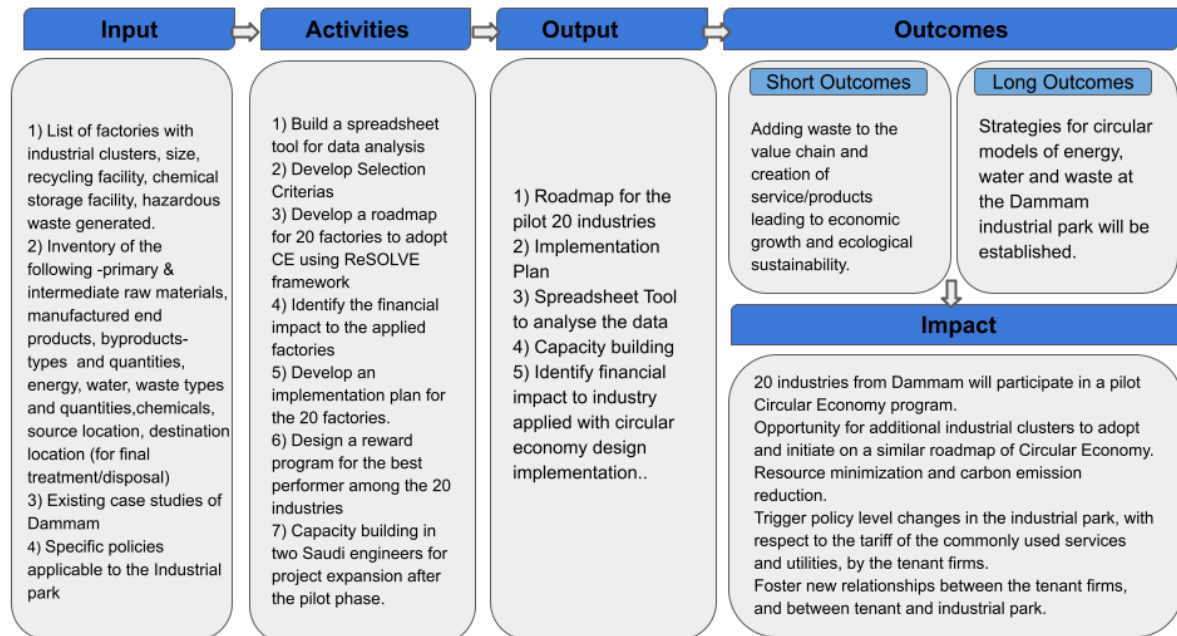 Input
Activities
Output
Outcomes
1) List of factories with
industrial clusters, size,
recycling facility, chemical
storage facility, hazardous
waste generated.
2) Inventory of the
following -primary &
intermediate raw materials,
manufactured end
products, byproducts-
types  and quantities,
energy, water, waste types
and quantities,chemicals,
source location, destination
location (for final
treatment/disposal)
3) Existing case studies of
Dammam
4) Specific policies
applicable to the Industrial
park
1) Build a spreadsheet
tool for data analysis
2) Develop Selection
Criterias
3) Develop a roadmap
for 20 factories to adopt
CE using ReSOLVE
framework
4) Identify the financial
impact to the applied
factories
5) Develop an
implementation plan for
the 20 factories.
6) Design a reward
program for the best
performer among the 20
industries
7) Capacity building in
two Saudi engineers for
project expansion after
the pilot phase.
1) Roadmap for the
pilot 20 industries
2) Implementation
Plan
3) Spreadsheet Tool
to analyse the data
4) Capacity building
5) Identify financial
impact to industry
applied with circular
economy design
implementation..
Short Outcomes
Adding waste to the
value chain and
creation of
service/products
leading to economic
growth and ecological
sustainability.
Long Outcomes
Strategies for circular
models of energy,
water and waste at
the Dammam
industrial park will be
established.
Impact
20 industries from Dammam will participate in a pilot
Circular Economy program.
Opportunity for additional industrial clusters to adopt
and initiate on a similar roadmap of Circular Economy.
Resource minimization and carbon emission
reduction.
Trigger policy level changes in the industrial park, with
respect to the tariff of the commonly used services
and utilities, by the tenant firms.
Foster new relationships between the tenant firms,
and between tenant and industrial park.